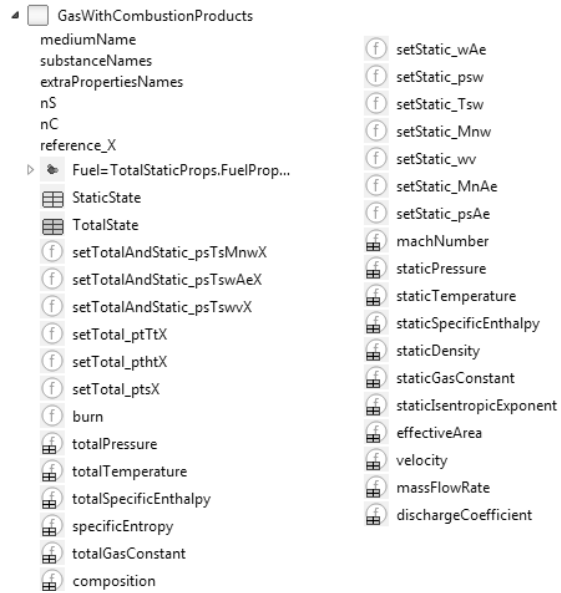 GasWithCombustionProducts
mediumName
substanceNames
extraPropertiesNames
nS
nC
reference_X
Fuel=TotalStaticProps.FuelProp...
StaticState
TotalState
f setTotalAndStatic_psTsMnwX
f setTotalAndStatic_psTswAeX
f setTotalAndStatic_psTswvX
f setTotal_ptTtX
f setTotal_pthtX
f setTotal_ptsX
f burn
f totalPressure
f totalTemperature
f totalSpecificEnthalpy
f specificEntropy
f totalGasConstant
f composition
f setStatic_wAe
f setStatic_psw
f setStatic_Tsw
f setStatic_Mnw
f setStatic_wv
f setStatic_MnAe
f setStatic_psAe
f machNumber
f staticPressure
f staticTemperature
f staticSpecificEnthalpy
f staticDensity
f staticGasConstant
f staticIsentropicExponent
f effectiveArea
f velocity
f massFlowRate
f dischargeCoefficient